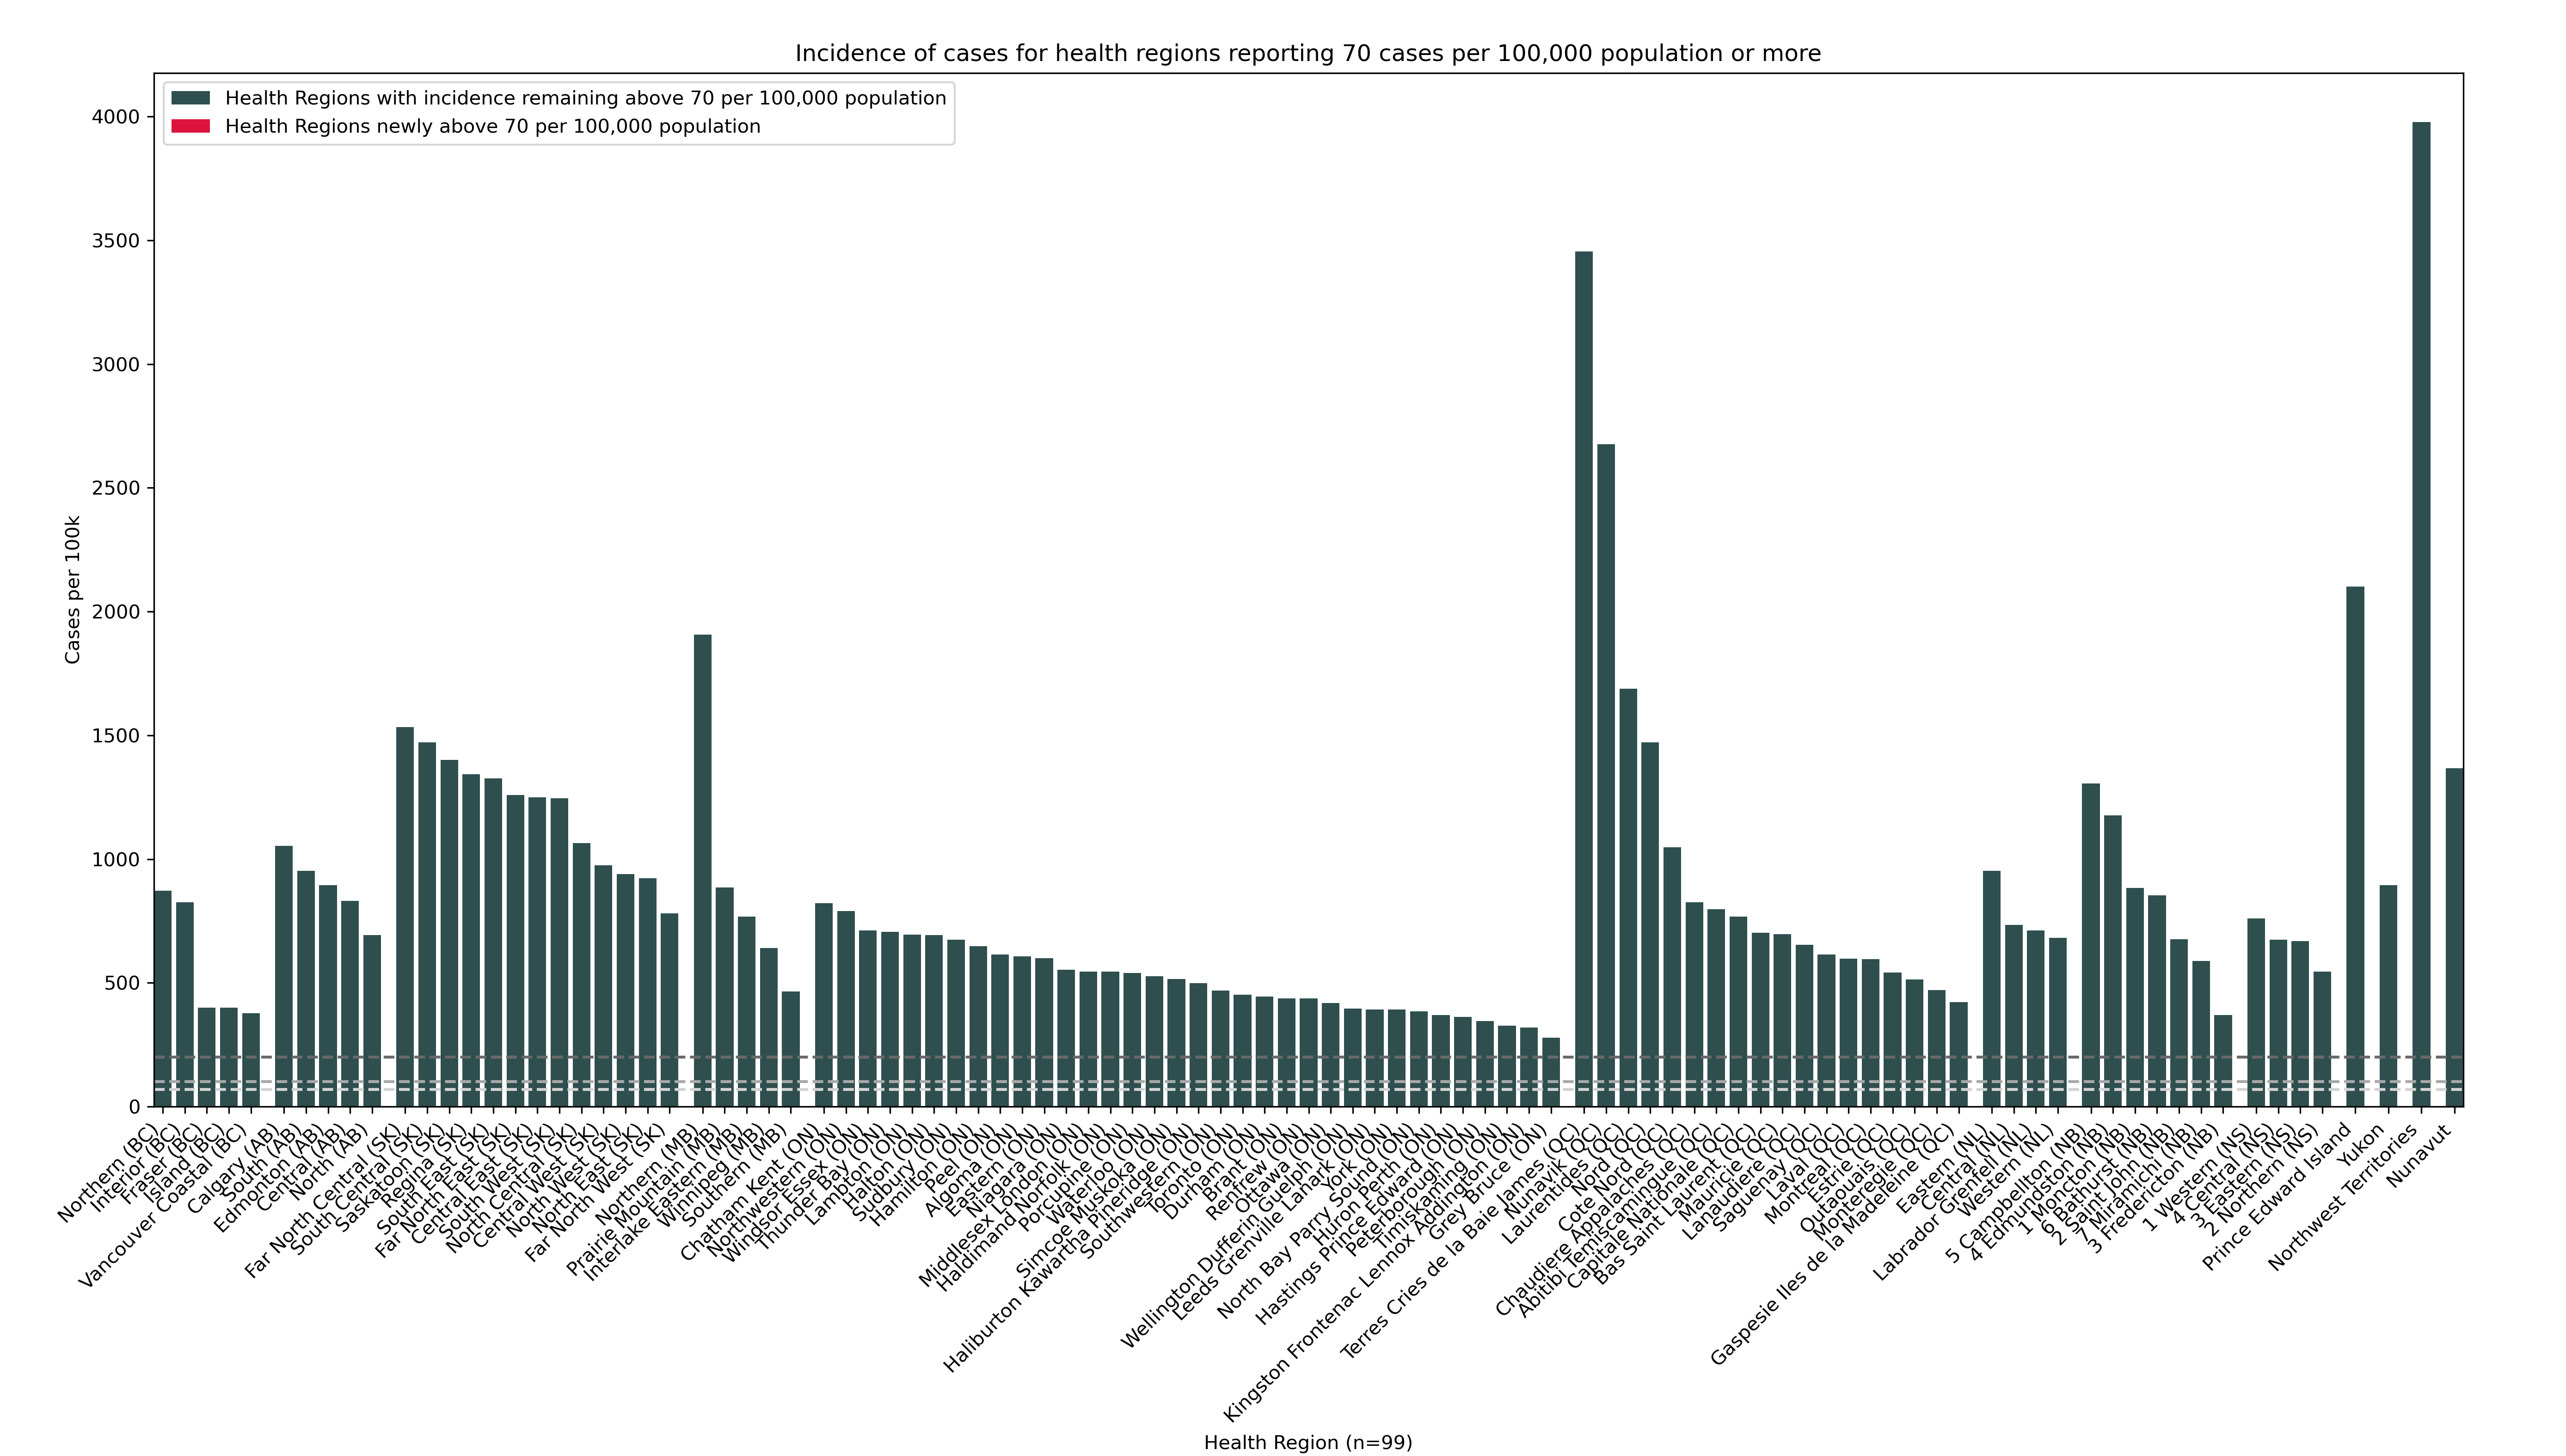 Incidence of cases for health regions reporting 70 cases per 100,000 population or more
Health Regions with incidence remaining above 70 per 100,000 population
Health Regions newly above 70 per 100,000 population
Cases per 100k
4000
3500
3000
2500
2000
1500
1000
500
0
Northern (BC)
Interior (BC)
Fraser (BC)
Island (BC)
Vancouver Coastal (BC)
Calgary (AB)
South (AB)
Edmonton (AB)
Central (AB)
North (AB)
Far North Central (SK)
South Central (SK)
Saskatoon (SK)
Regina (SK)
South East (SK)
Far North East (SK)
Central East (SK)
South West (SK)
North Central (SK)
Central West (SK)
North West (SK)
North East (SK)
Far North West (SK)
Northern (MB)
Prairie Mountain (MB)
Interlake Eastern (MB)
Winnipeg (MB)
Southern (MB)
Chatham Kent (ON)
Northwestern (ON)
Windsor Essex (ON)
Thunder Bay (ON)
Lambton (ON)
Halton (ON)
Sudbury (ON)
Hamilton (ON)
Peel (ON)
Algoma (ON)
Eastern (ON)
Niagara (ON)
Middlesex London (ON)
Haldimand Norfolk (ON)
Porcupine (ON)
Waterloo (ON)
Simcoe Muskoka (ON)
Haliburton Kawartha Pineridge (ON)
Southwestern (ON)
Toronto (ON)
Durham (ON)
Brant (ON)
Renfrew (ON)
Ottawa (ON)
Wellington Dufferin Guelph (ON)
Leeds Grenville Lanark (ON)
York (ON)
North Bay Parry Sound (ON)
Huron Perth (ON)
Hastings Prince Edward (ON)
Peterborough (ON)
Timiskaming (ON)
Kingston Frontenac Lennox Addington (ON)
Grey Bruce (ON)
Terres Cries de la Baie James (QC)
Nunavik (QC)
Laurentides (QC)
Nord (QC)
Cote Nord (QC)
Chaudiere Appalaches (QC)
Abitibi Temiscamingue (QC)
Capitale Nationale (QC)
Bas Saint Laurent (QC)
Mauricie (QC)
Lanaudiere (QC)
Saguenay (QC)
Laval (QC)
Montreal (QC)
Estrie (QC)
Outaouais (QC)
Monteregie (QC)
Gaspesie Iles de la Madeleine (QC)
Eastern (NL)
Central (NL)
Labrador Grenfell (NL)
Western (NL)
5 Campbellton (NB)
4 Edmundston (NB)
1 Moncton (NB)
6 Bathurst (NB)
2 Saint John (NB)
7 Miramichi (NB)
3 Fredericton (NB)
1 Western (NS)
4 Central (NS)
3 Eastern (NS)
2 Northern (NS)
Prince Edward Island
Yukon
Northwest Territories
Nunavut
Health Region (n=99)